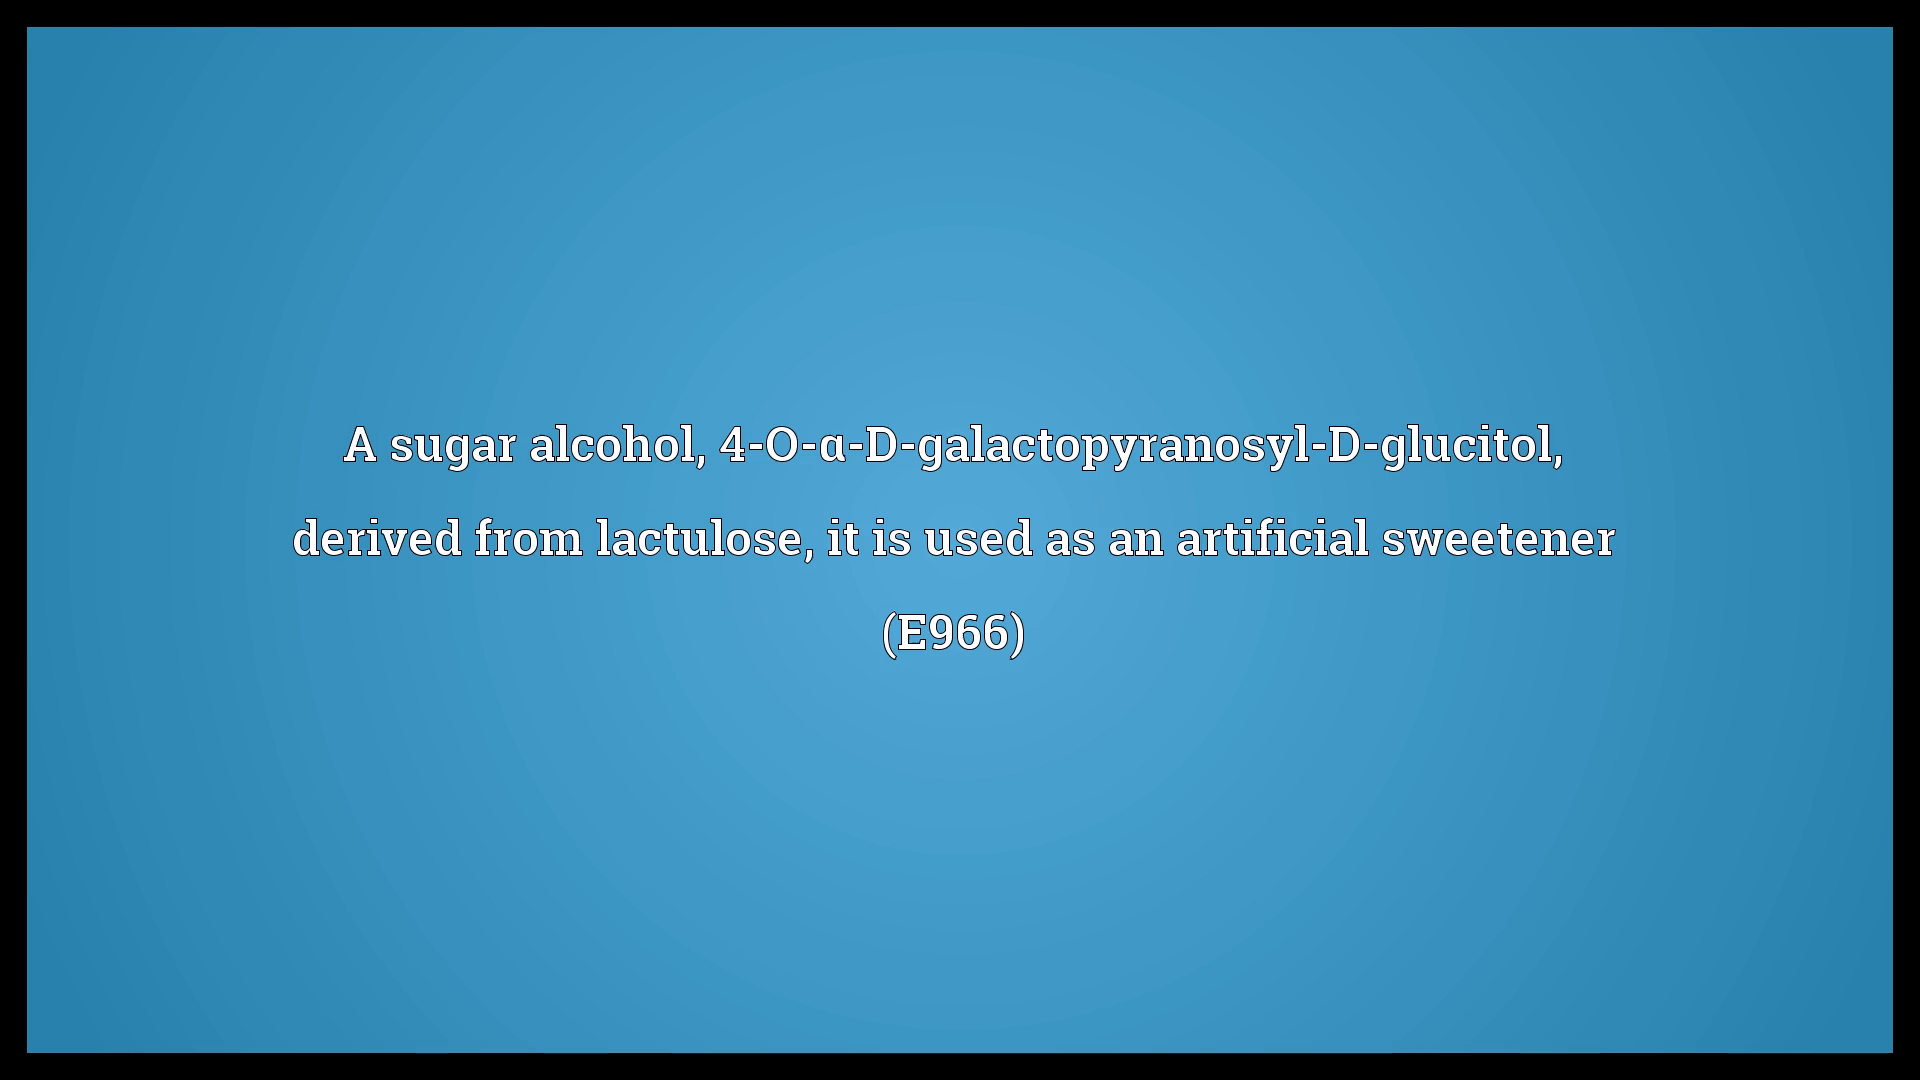 A sugar alcohol, 4-O-α-D-galactopyranosyl-D-glucitol,
derived from lactulose, it is used as an artificial sweetener
(E966)